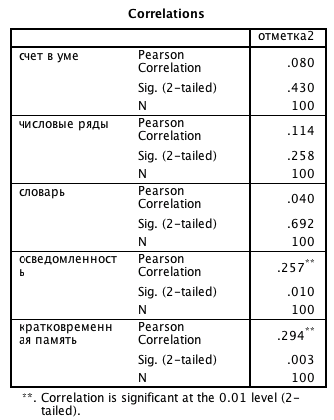 Correlations
отметка2
счет в уме Pearson
Correlation .080
Sig. (2-tailed) .430
N 100
числовые ряды Pearson
Correlation .114
Sig. (2-tailed) .258
N 100
словарь Pearson
Correlation .040
Sig. (2-tailed) .692
N 100
осведомленност Pearson
ь Correlation .257**
Sig. (2-tailed) .010
N 100
кратковременн Pearson
ая память Correlation .294**
Sig. (2-tailed) .003
N 100
**. Correlation is significant at the 0.01 level (2-
tailed).